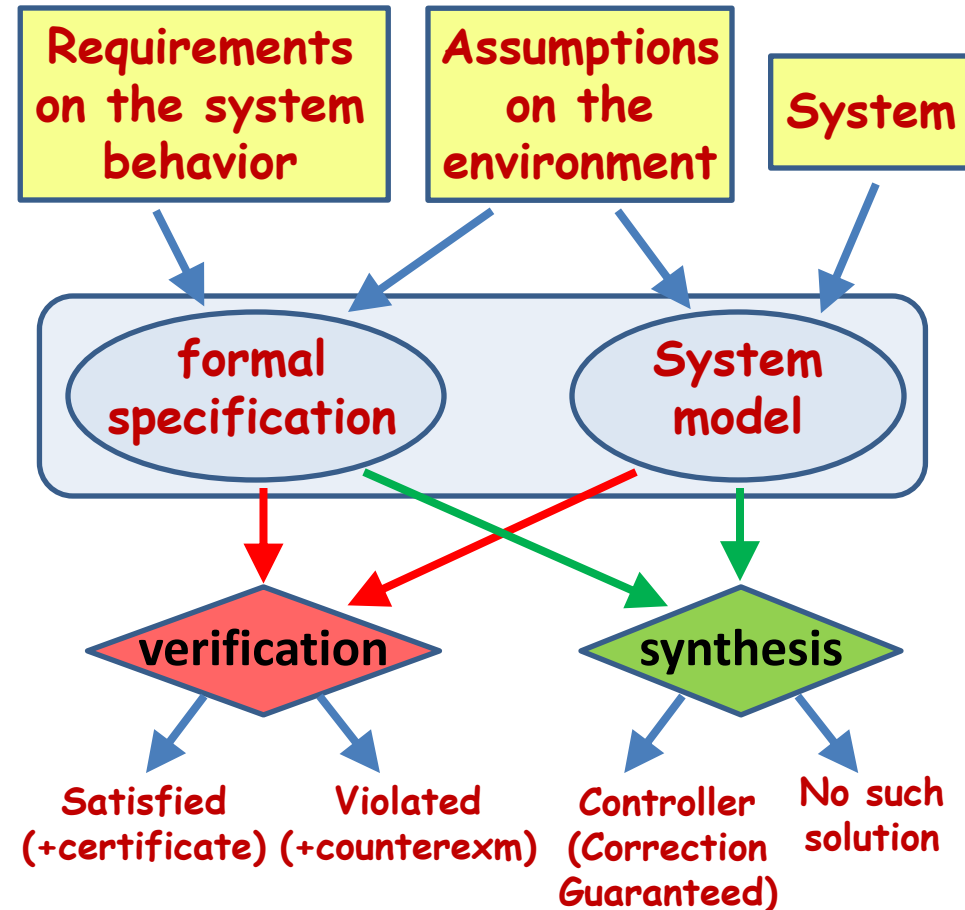 Requirements
on the system
behavior
Assumptions
on the
environment
System
formal
specification
System
model
verification
synthesis
Satisfied
(+certificate)
Violated
(+counterexm)
Controller
(Correction
Guaranteed)
No such
solution